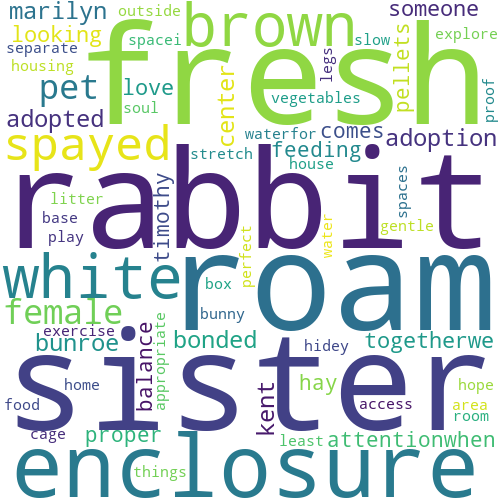 marilyn
outside
brown
someone
looking
spacei
fresh
slow
explore
separate
housing
legs
pellets
pet
love
center
vegetables
proof
soul
adopted
waterfor
comes
adoption
spayed
stretch
feeding
house
rabbit
timothy
spaces
litter
base
play
gentle
perfect
water
white
roam
box
hidey
female
bunny
exercise
bunroe
balance
appropriate
bonded
togetherwe
sister
home
hay
kent
hope
food
access
area
room
cage
proper
least
attentionwhen
enclosure
things